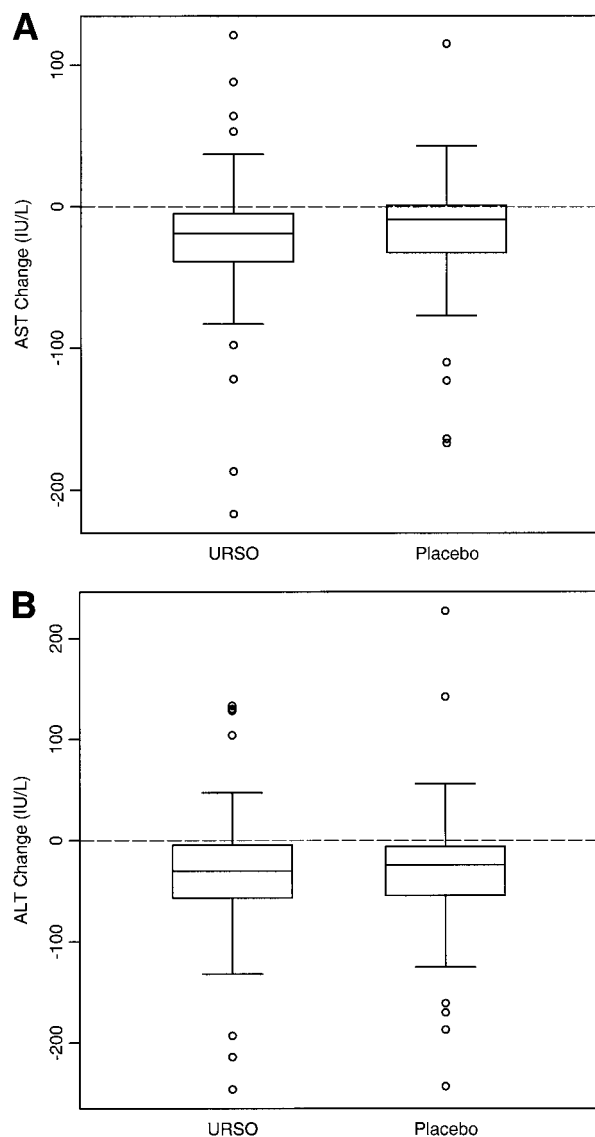 A
100
0
-100
-200
AST Change (IU/L)
URSO Placebo
B
200
100
0
-100
-200
ALT Change (IU/L)
URSO Placebo